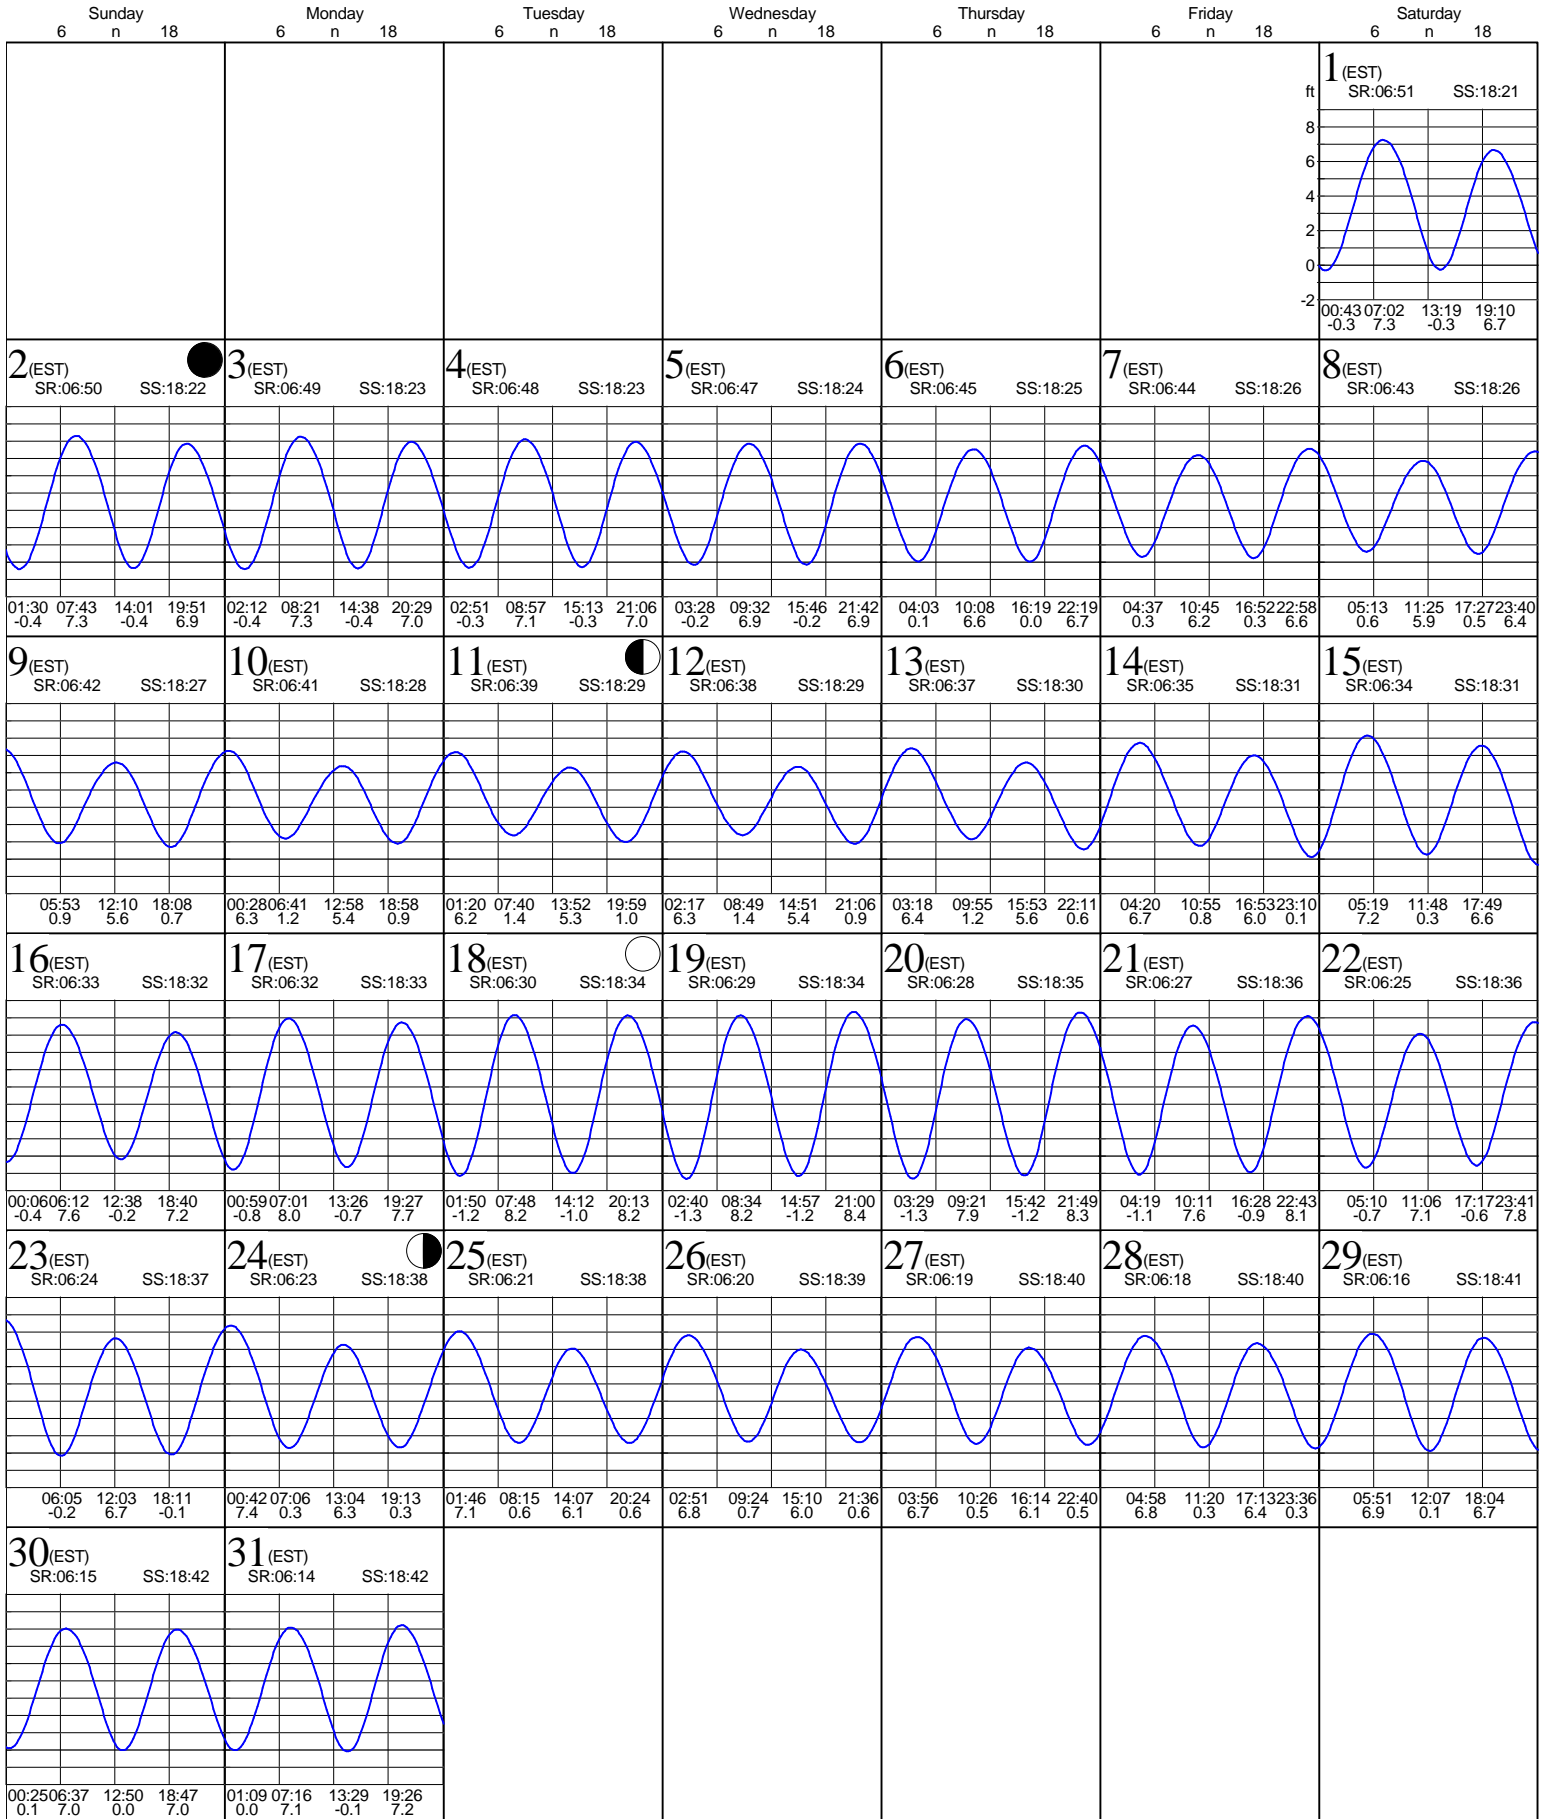 Sunday Monday Tuesday Wednesday Thursday Friday Saturday
6 n 18 6 n 18 6 n 18 6 n 18 6 n 18 6 n 18 6 n 18
1(EST)
ft SR:06:51 SS:18:21
8
6
4
2
0
-2
00:43 07:02 13:19 19:10
-0.3 7.3 -0.3 6.7
2(EST) 3(EST) 4(EST) 5(EST) 6(EST) 7(EST) 8(EST)
SR:06:50 SS:18:22 SR:06:49 SS:18:23 SR:06:48 SS:18:23 SR:06:47 SS:18:24 SR:06:45 SS:18:25 SR:06:44 SS:18:26 SR:06:43 SS:18:26
01:30 07:43 14:01 19:51 02:12 08:21 14:38 20:29 02:51 08:57 15:13 21:06 03:28 09:32 15:46 21:42 04:03 10:08 16:19 22:19 04:37 10:45 16:52 22:58 05:13 11:25 17:27 23:40
-0.4 7.3 -0.4 6.9 -0.4 7.3 -0.4 7.0 -0.3 7.1 -0.3 7.0 -0.2 6.9 -0.2 6.9 0.1 6.6 0.0 6.7 0.3 6.2 0.3 6.6 0.6 5.9 0.5 6.4
9(EST) 10(EST) 11(EST) 12(EST) 13(EST) 14(EST) 15(EST)
SR:06:42 SS:18:27 SR:06:41 SS:18:28 SR:06:39 SS:18:29 SR:06:38 SS:18:29 SR:06:37 SS:18:30 SR:06:35 SS:18:31 SR:06:34 SS:18:31
05:53 12:10 18:08 00:28 06:41 12:58 18:58 01:20 07:40 13:52 19:59 02:17 08:49 14:51 21:06 03:18 09:55 15:53 22:11 04:20 10:55 16:53 23:10 05:19 11:48 17:49
0.9 5.6 0.7 6.3 1.2 5.4 0.9 6.2 1.4 5.3 1.0 6.3 1.4 5.4 0.9 6.4 1.2 5.6 0.6 6.7 0.8 6.0 0.1 7.2 0.3 6.6
16(EST) 17(EST) 18(EST) 19(EST) 20(EST) 21(EST) 22(EST)
SR:06:33 SS:18:32 SR:06:32 SS:18:33 SR:06:30 SS:18:34 SR:06:29 SS:18:34 SR:06:28 SS:18:35 SR:06:27 SS:18:36 SR:06:25 SS:18:36
00:06 06:12 12:38 18:40 00:59 07:01 13:26 19:27 01:50 07:48 14:12 20:13 02:40 08:34 14:57 21:00 03:29 09:21 15:42 21:49 04:19 10:11 16:28 22:43 05:10 11:06 17:17 23:41
-0.4 7.6 -0.2 7.2 -0.8 8.0 -0.7 7.7 -1.2 8.2 -1.0 8.2 -1.3 8.2 -1.2 8.4 -1.3 7.9 -1.2 8.3 -1.1 7.6 -0.9 8.1 -0.7 7.1 -0.6 7.8
23(EST) 24(EST) 25(EST) 26(EST) 27(EST) 28(EST) 29(EST)
SR:06:24 SS:18:37 SR:06:23 SS:18:38 SR:06:21 SS:18:38 SR:06:20 SS:18:39 SR:06:19 SS:18:40 SR:06:18 SS:18:40 SR:06:16 SS:18:41
06:05 12:03 18:11 00:42 07:06 13:04 19:13 01:46 08:15 14:07 20:24 02:51 09:24 15:10 21:36 03:56 10:26 16:14 22:40 04:58 11:20 17:13 23:36 05:51 12:07 18:04
-0.2 6.7 -0.1 7.4 0.3 6.3 0.3 7.1 0.6 6.1 0.6 6.8 0.7 6.0 0.6 6.7 0.5 6.1 0.5 6.8 0.3 6.4 0.3 6.9 0.1 6.7
30(EST) 31(EST)
SR:06:15 SS:18:42 SR:06:14 SS:18:42
00:25 06:37 12:50 18:47 01:09 07:16 13:29 19:26
0.1 7.0 0.0 7.0 0.0 7.1 -0.1 7.2